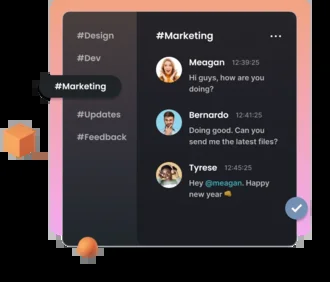 #Design
#Dev
#Marketing
#Updates
#Feedback
#Marketing
Meagan 12:39:25
Hi guys, how are you
doing?
Bernardo 12:41:25
Doing good. Can you
send me the latest files?
Tyrese 12:45:25
Hey @meagan. Happy
new year 🤜